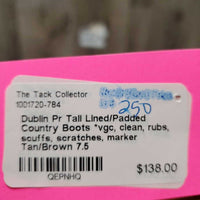 The Tack Collector
1001720-784
250
Dublin Pr Tall Lined/Padded
Country Boots *vgc, clean, rubs,
scuffs, scratches, marker
Tan/Brown 7.5
$138.00
QEPNHQ